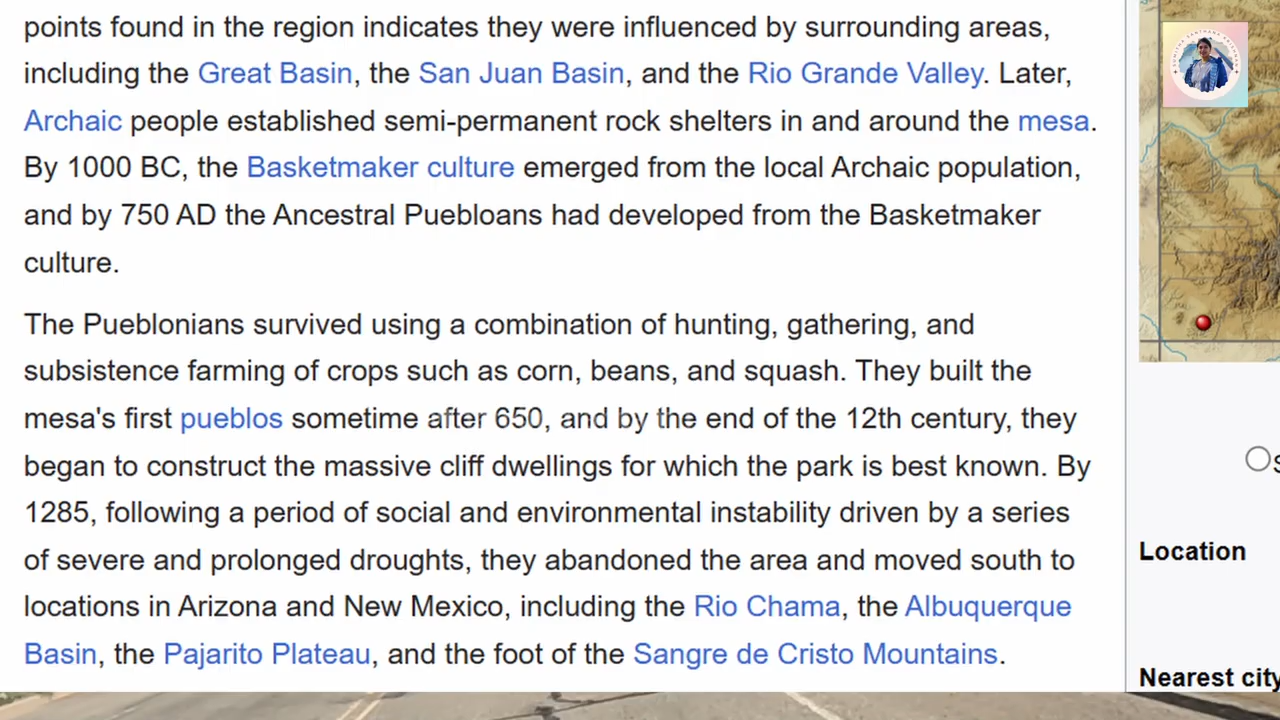 points found in the region indicates they were influenced by surrounding areas,
including the Great Basin, the San Juan Basin, and the Rio Grande Valley. Later,
Archaic people established semi-permanent rock shelters in and around the mesa.
By 1000 BC, the Basketmaker culture emerged from the local Archaic population,
and by 750 AD the Ancestral Puebloans had developed from the Basketmaker
culture.
The Pueblonians survived using a combination of hunting, gathering, and
subsistence farming of crops such as corn, beans, and squash. They built the
mesa's first pueblos sometime after 650, and by the end of the 12th century, they
began to construct the massive cliff dwellings for which the park is best known. By
1285, following a period of social and environmental instability driven by a series
of severe and prolonged droughts, they abandoned the area and moved south to
locations in Arizona and New Mexico, including the Rio Chama, the Albuquerque
Basin, the Pajarito Plateau, and the foot of the Sangre de Cristo Mountains.
Location
Nearest city